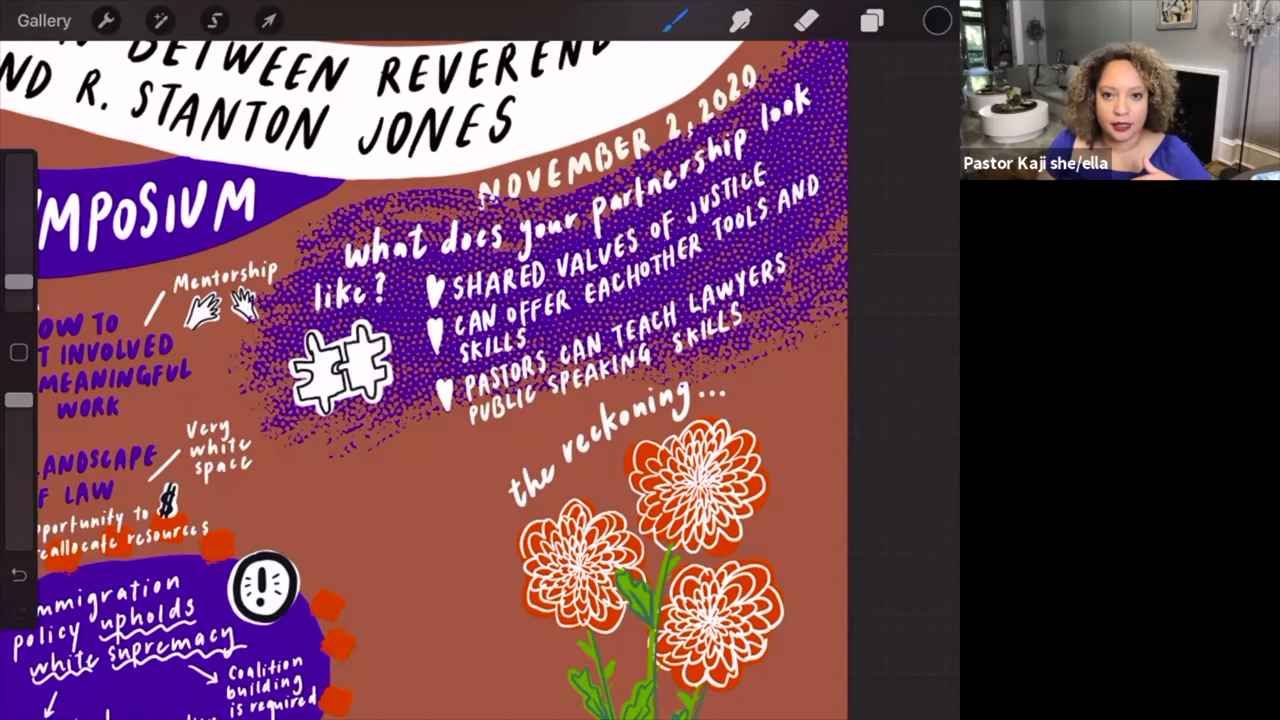 Gallery
BETWEEN REVEREND
ND R. STANTON JONES
NOVEMBER 2, 2020
MPOSIUM
what does your partnership look
like?
SHARED VALUES OF JUSTICE
CAN OFFER EACHOTHER TOOLS AND
SKILLS
PASTORS CAN TEACH LAWYERS
PUBLIC SPEAKING SKILLS
Mentorship
OW TO
T INVOLVED
MEANINGFUL
WORK
Very
white
space
ANDSCAPE
F LAW
$
pportunity to
reallocate resources
the reckoning...
!
mmigration
policy upholds
white supremacy
Coalition
building
is required
Pastor Kaji she/ella